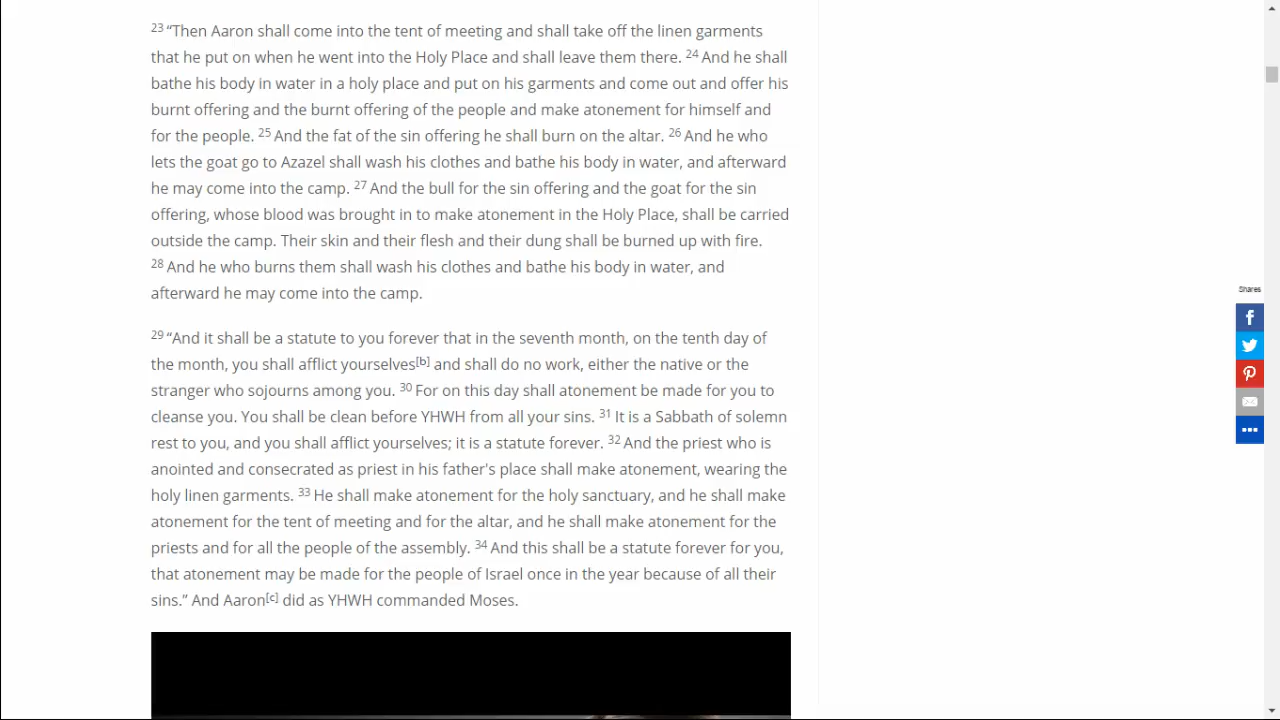 23 “Then Aaron shall come into the tent of meeting and shall take off the linen garments
that he put on when he went into the Holy Place and shall leave them there. 24 And he shall
bathe his body in water in a holy place and put on his garments and come out and offer his
burnt offering and the burnt offering of the people and make atonement for himself and
for the people. 25 And the fat of the sin offering he shall burn on the altar. 26 And he who
lets the goat go to Azazel shall wash his clothes and bathe his body in water, and afterward
he may come into the camp. 27 And the bull for the sin offering and the goat for the sin
offering, whose blood was brought in to make atonement in the Holy Place, shall be carried
outside the camp. Their skin and their flesh and their dung shall be burned up with fire.
28 And he who burns them shall wash his clothes and bathe his body in water, and
afterward he may come into the camp.
29 “And it shall be a statute to you forever that in the seventh month, on the tenth day of
the month, you shall afflict yourselves[b] and shall do no work, either the native or the
stranger who sojourns among you. 30 For on this day shall atonement be made for you to
cleanse you. You shall be clean before YHWH from all your sins. 31 It is a Sabbath of solemn
rest to you, and you shall afflict yourselves; it is a statute forever. 32 And the priest who is
anointed and consecrated as priest in his father's place shall make atonement, wearing the
holy linen garments. 33 He shall make atonement for the holy sanctuary, and he shall make
atonement for the tent of meeting and for the altar, and he shall make atonement for the
priests and for all the people of the assembly. 34 And this shall be a statute forever for you,
that atonement may be made for the people of Israel once in the year because of all their
sins.” And Aaron[c] did as YHWH commanded Moses.
Shares